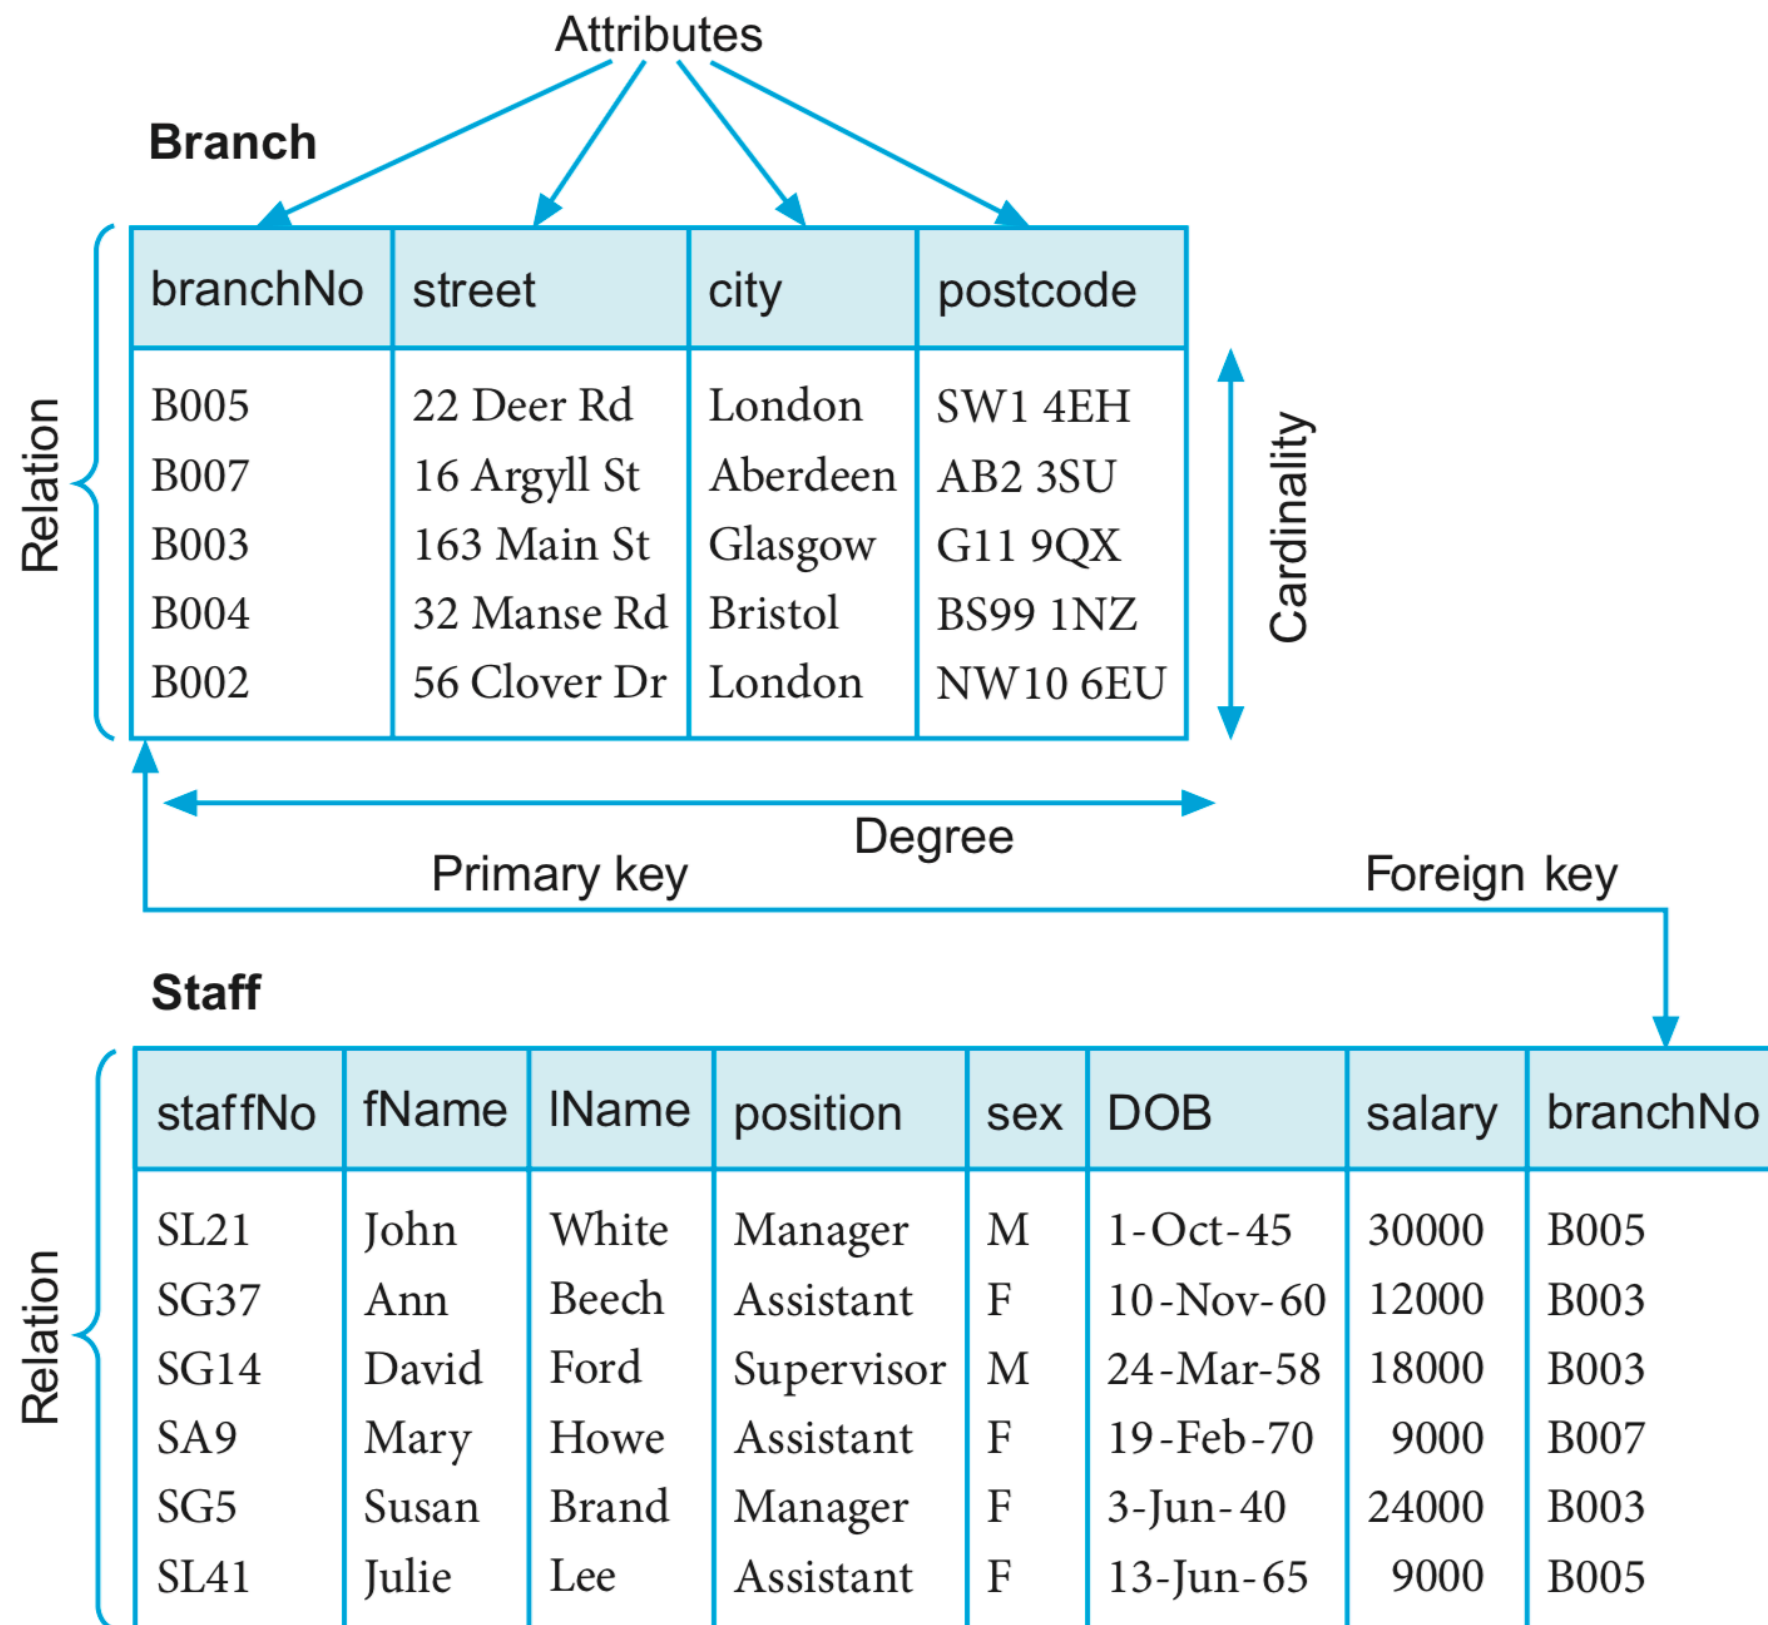 Attributes
Branch
branchNo street city postcode
B005 22 Deer Rd London SW1 4EH
B007 16 Argyll St Aberdeen AB2 3SU
B003 163 Main St Glasgow G11 9QX
B004 32 Manse Rd Bristol BS99 1NZ
B002 56 Clover Dr London NW10 6EU
Relation
Cardinality
Degree
Primary key
Foreign key
Staff
staffNo fName lName position sex DOB salary branchNo
SL21 John White Manager M 1-Oct-45 30000 B005
SG37 Ann Beech Assistant F 10-Nov-60 12000 B003
SG14 David Ford Supervisor M 24-Mar-58 18000 B003
SA9 Mary Howe Assistant F 19-Feb-70 9000 B007
SG5 Susan Brand Manager F 3-Jun-40 24000 B003
SL41 Julie Lee Assistant F 13-Jun-65 9000 B005
Relation